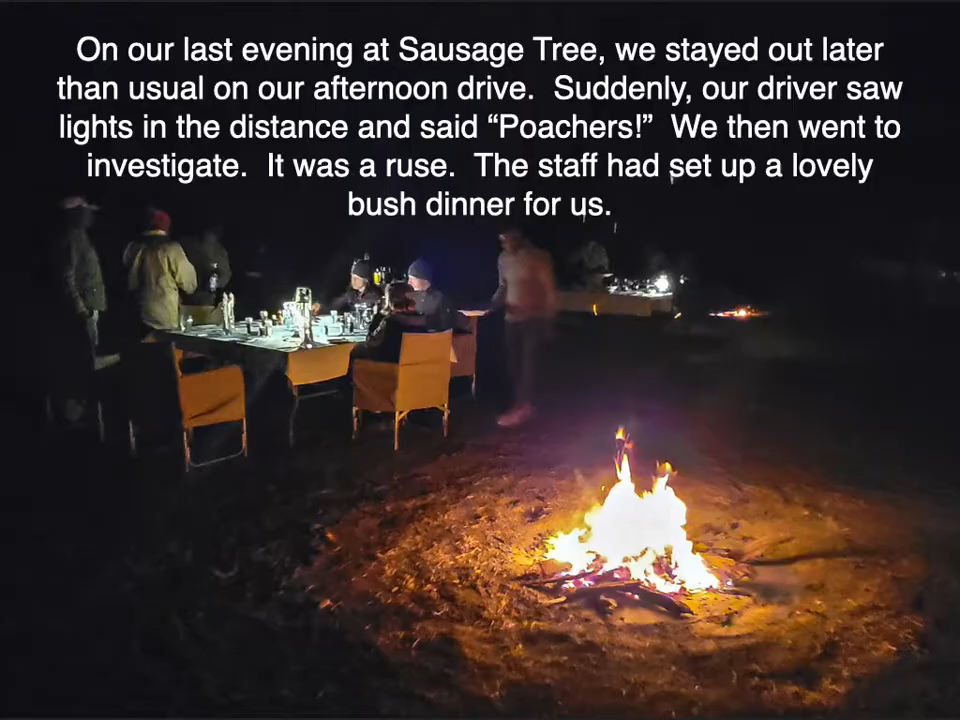 On our last evening at Sausage Tree, we stayed out later
than usual on our afternoon drive.  Suddenly, our driver saw
lights in the distance and said “Poachers!”  We then went to
investigate.  It was a ruse.  The staff had set up a lovely
bush dinner for us.